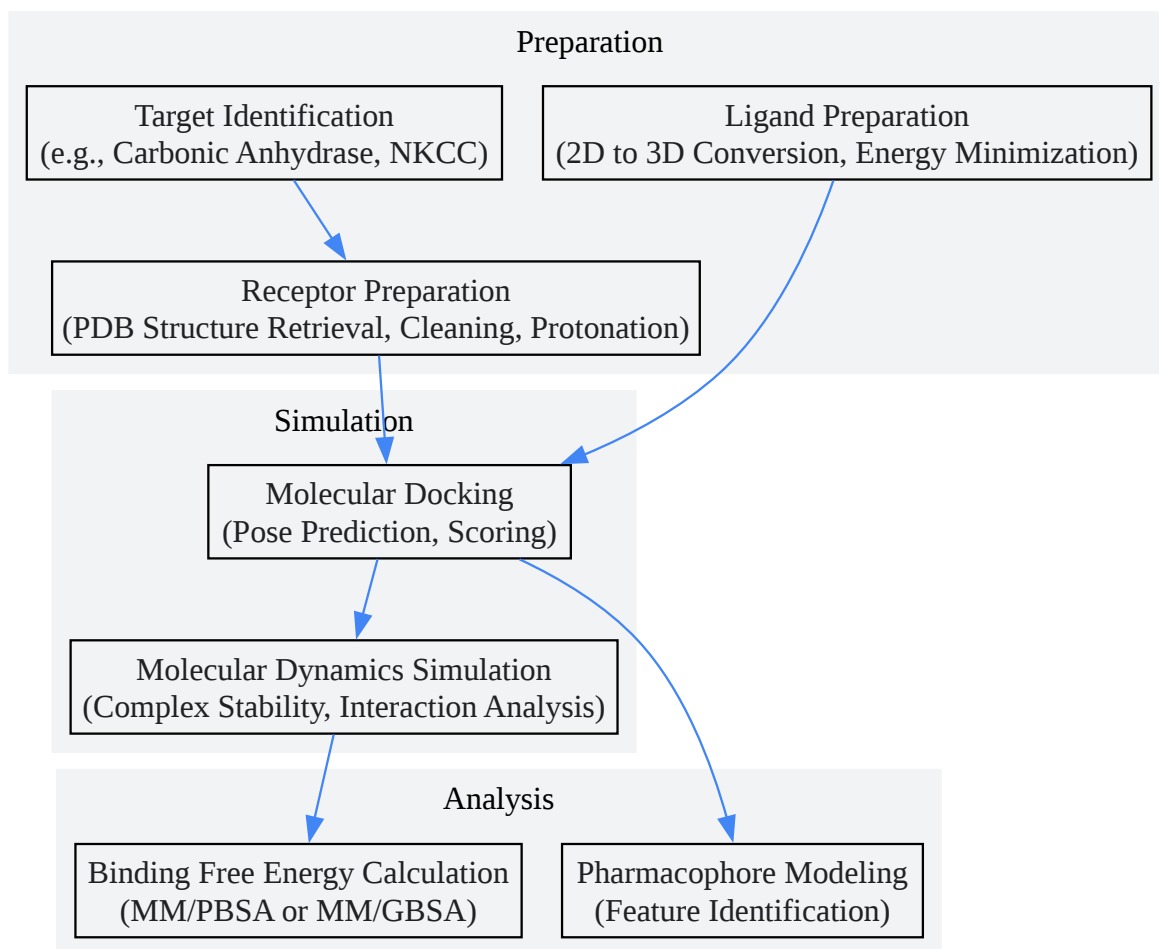 Preparation
Target Identification
(e.g., Carbonic Anhydrase, NKCC)
Ligand Preparation
(2D to 3D Conversion, Energy Minimization)
Receptor Preparation
(PDB Structure Retrieval, Cleaning, Protonation)
Simulation
Molecular Docking
(Pose Prediction, Scoring)
Molecular Dynamics Simulation
(Complex Stability, Interaction Analysis)
Analysis
Binding Free Energy Calculation
(MM/PBSA or MM/GBSA)
Pharmacophore Modeling
(Feature Identification)